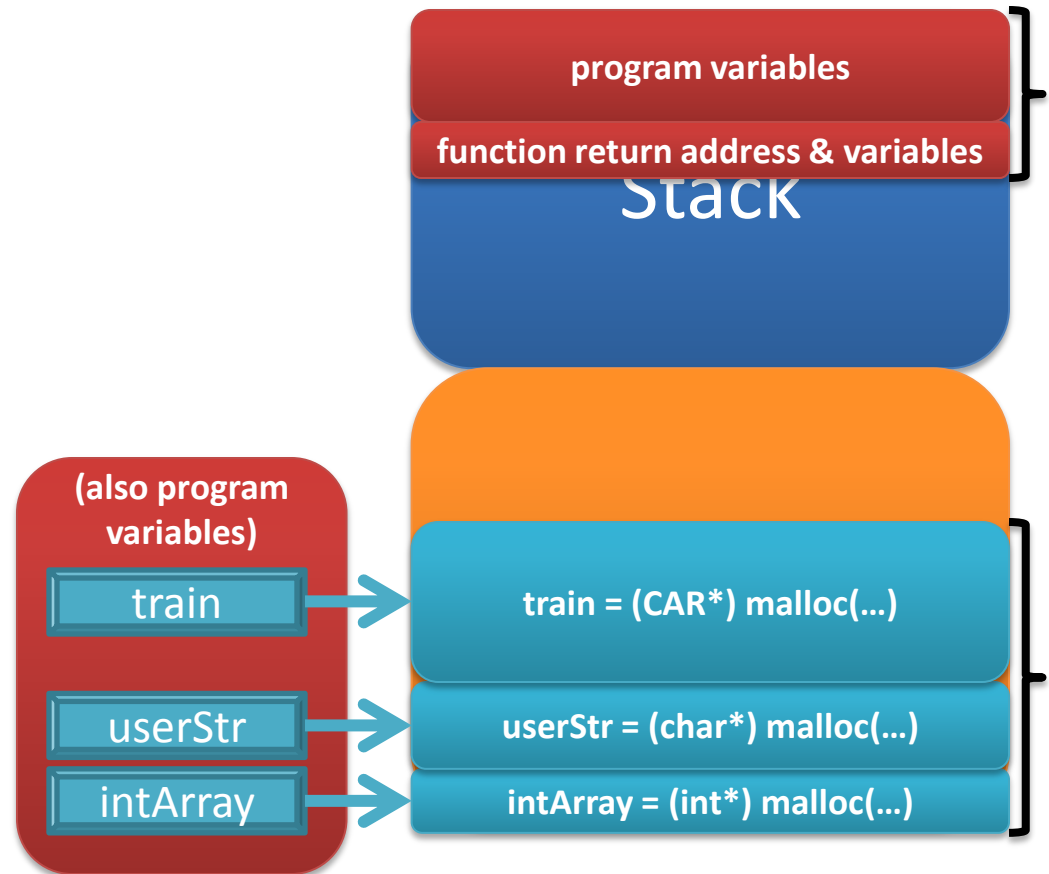 program variables
function return address & variables
Stack
(also program
variables)
train
train = (CAR*) malloc(…)
userStr
userStr = (char*) malloc(…)
intArray
intArray = (int*) malloc(…)